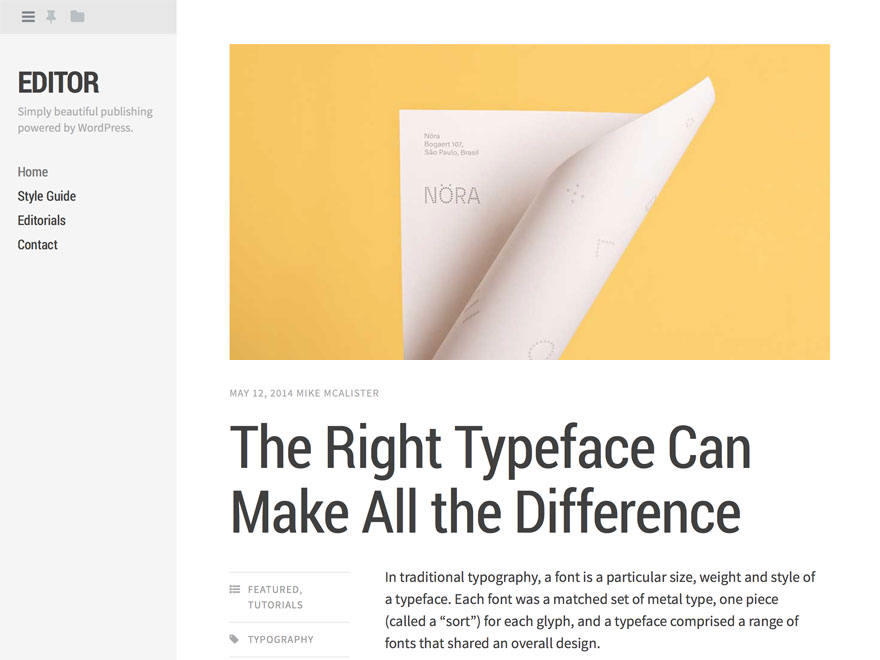 EDITOR
Simply beautiful publishing
powered by WordPress.
Home
Style Guide
Editorials
Contact
Nöra
Bogaert 107,
São Paulo, Brasil
NÖRA
MAY 12, 2014 MIKE MCALISTER
The Right Typeface Can
Make All the Difference
FEATURED,
TUTORIALS
TYPOGRAPHY
In traditional typography, a font is a particular size, weight and style of
a typeface. Each font was a matched set of metal type, one piece
(called a “sort”) for each glyph, and a typeface comprised a range of
fonts that shared an overall design.